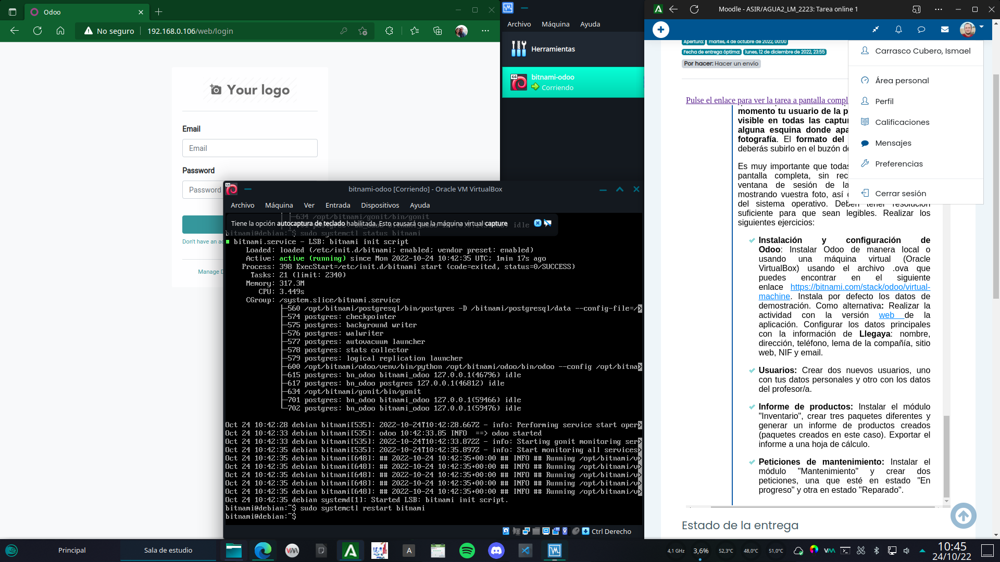 Odoo
No seguro
192.168.0.106/web/login
Your logo
Email
Email
Password
Password
Don't have an ac
Manage D
Archivo Máquina Ayuda
Herramientas
64
bitnami-odoo
Corriendo
bitnami-odoo [Corriendo] - Oracle VM VirtualBox
Archivo Máquina Ver Entrada Dispositivos Ayuda
├─634 /opt/bitnami/gonit/bin/gonit
Tiene la opción autocaptura de teclado habilitada. Esto causará que la máquina virtual capture
idle
bitnami@debian:~$ sudo systemctl status bitnami
bitnami.service - LSB: bitnami init script
Loaded: loaded (/etc/init.d/bitnami; enabled; vendor preset: enabled)
Active: active (running) since Mon 2022-10-24 10:42:35 UTC; 1min 17s ago
Process: 398 ExecStart=/etc/init.d/bitnami start (code=exited, status=0/SUCCESS)
Tasks: 21 (limit: 2340)
Memory: 317.3M
CPU: 3.449s
CGroup: /system.slice/bitnami.service
├─560 /opt/bitnami/postgresql/bin/postgres -D /bitnami/postgresql/data --config-file=/>
├─574 postgres: checkpointer
├─575 postgres: background writer
├─576 postgres: walwriter
├─577 postgres: autovacuum launcher
├─578 postgres: stats collector
├─579 postgres: logical replication launcher
├─600 /opt/bitnami/odoo/venv/bin/python /opt/bitnami/odoo/bin/odoo --config /opt/bitna>
├─615 postgres: bn_odoo bitnami_odoo 127.0.0.1(46796) idle
├─617 postgres: bn_odoo postgres 127.0.0.1(46812) idle
├─634 /opt/bitnami/gonit/bin/gonit
├─701 postgres: bn_odoo bitnami_odoo 127.0.0.1(59466) idle
└─702 postgres: bn_odoo bitnami_odoo 127.0.0.1(59476) idle
Oct 24 10:42:28 debian bitnami[535]: 2022-10-24T10:42:28.667Z - info: Performing service start oper>
Oct 24 10:42:33 debian bitnami[535]: odoo 10:42:33.85 INFO  ==> odoo started
Oct 24 10:42:33 debian bitnami[535]: 2022-10-24T10:42:33.872Z - info: Starting gonit monitoring ser>
Oct 24 10:42:35 debian bitnami[535]: 2022-10-24T10:42:35.897Z - info: Start monitoring all services>
Oct 24 10:42:35 debian bitnami[648]: ## 2022-10-24 10:42:35+00:00 ## INFO ## Running /opt/bitnami/v>
Oct 24 10:42:35 debian bitnami[648]: ## 2022-10-24 10:42:35+00:00 ## INFO ## Running /opt/bitnami/v>
Oct 24 10:42:35 debian bitnami[648]: ## 2022-10-24 10:42:35+00:00 ## INFO ## Running /opt/bitnami/v>
Oct 24 10:42:35 debian bitnami[648]: ## 2022-10-24 10:42:35+00:00 ## INFO ## Running /opt/bitnami/v>
Oct 24 10:42:35 debian bitnami[648]: ## 2022-10-24 10:42:35+00:00 ## INFO ## Running /opt/bitnami/v>
Oct 24 10:42:35 debian systemd[1]: Started LSB: bitnami init script.
bitnami@debian:~$ sudo systemctl restart bitnami
bitnami@debian:~$
Ctrl Derecho
Moodle - ASIR/AGUA2_LM_2223: Tarea online 1
Apertura: martes, 4 de octubre de 2022, 00:00
Fecha de entrega óptima: lunes, 12 de diciembre de 2022, 23:55
Por hacer: Hacer un envío
Carrasco Cubero, Ismael
Área personal
Perfil
Calificaciones
Mensajes
Preferencias
Cerrar sesión
Pulse el enlace para ver la tarea a pantalla compl
momento tu usuario de la p
visible en todas las captur
alguna esquina donde apa
fotografía. El formato del
deberás subirlo en el buzón de
Es muy importante que todas
pantalla completa, sin rec
ventana de sesión de la
mostrando vuestra foto, así c
del sistema operativo. Deben tener resolución
suficiente para que sean legibles. Realizar los
siguientes ejercicios:
Instalación y configuración de
Odoo: Instalar Odoo de manera local o
usando una máquina virtual (Oracle
VirtualBox) usando el archivo .ova que
puedes encontrar en el siguiente
enlace https://bitnami.com/stack/odoo/virtual-
machine. Instala por defecto los datos de
demostración. Como alternativa: Realizar la
actividad con la versión web de la
aplicación. Configurar los datos principales
con la información de Llegaya: nombre,
dirección, teléfono, lema de la compañía, sitio
web, NIF y email.
Usuarios: Crear dos nuevos usuarios, uno
con tus datos personales y otro con los datos
del profesor/a.
Informe de productos: Instalar el módulo
"Inventario", crear tres paquetes diferentes y
generar un informe de productos creados
(paquetes creados en este caso). Exportar el
informe a una hoja de cálculo.
Peticiones de mantenimiento: Instalar el
módulo "Mantenimiento" y crear dos
peticiones, una que esté en estado "En
progreso" y otra en estado "Reparado".
Estado de la entrega
Principal
Sala de estudio
4,1 GHz 3,6% 52,3°C 48,0°C 51,0°C
10:45
24/10/22